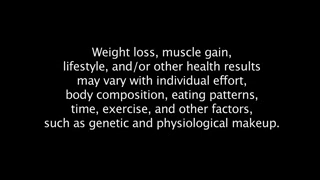 Weight loss, muscle gain,
lifestyle, and/or other health results
may vary with individual effort,
body composition, eating patterns,
time, exercise, and other factors,
such as genetic and physiological makeup.